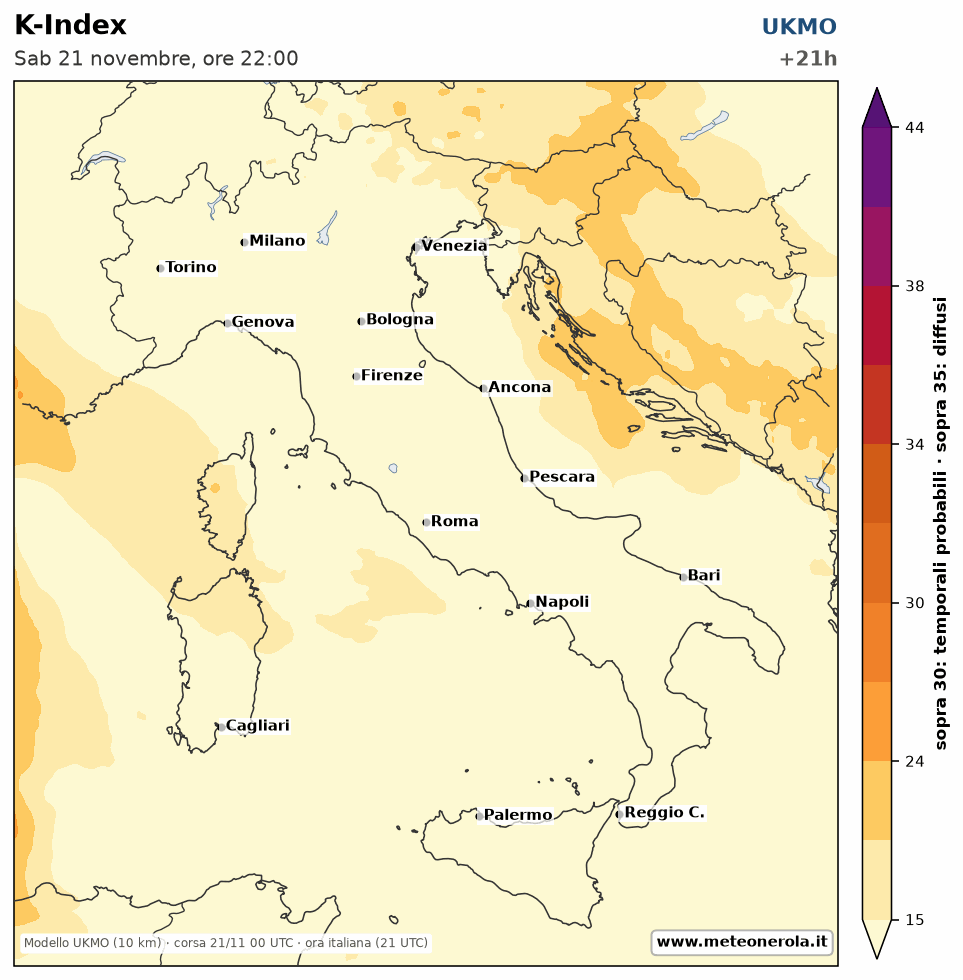 K-Index
UKMO
Sab 21 novembre, ore 22:00
+21h
Milano
Venezia
Torino
Genova
Bologna
Firenze
Ancona
Pescara
Roma
Bari
Napoli
Cagliari
Palermo
Reggio C.
44
38
34
30
24
15
sopra 30: temporali probabili · sopra 35: diffusi
Modello UKMO (10 km) · corsa 21/11 00 UTC · ora italiana (21 UTC)
www.meteonerola.it